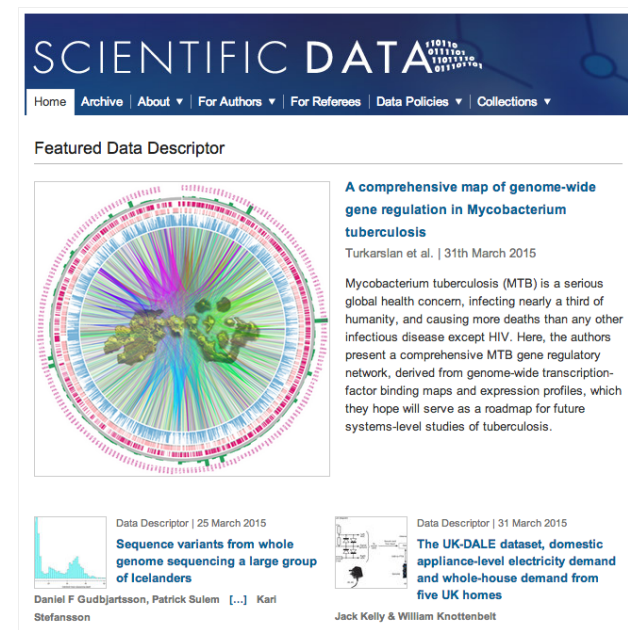 SCIENTIFIC DATA
Home Archive About ▼ For Authors ▼ For Referees Data Policies ▼ Collections ▼
Featured Data Descriptor
A comprehensive map of genome-wide
gene regulation in Mycobacterium
tuberculosis
Turkarslan et al. | 31th March 2015
Mycobacterium tuberculosis (MTB) is a serious
global health concern, infecting nearly a third of
humanity, and causing more deaths than any other
infectious disease except HIV. Here, the authors
present a comprehensive MTB gene regulatory
network, derived from genome-wide transcription-
factor binding maps and expression profiles, which
they hope will serve as a roadmap for future
systems-level studies of tuberculosis.
Data Descriptor | 25 March 2015
Sequence variants from whole
genome sequencing a large group
of Icelanders
Daniel F Gudbjartsson, Patrick Sulem [...] Kari
Stefansson
Data Descriptor | 31 March 2015
The UK-DALE dataset, domestic
appliance-level electricity demand
and whole-house demand from
five UK homes
Jack Kelly & William Knottenbelt